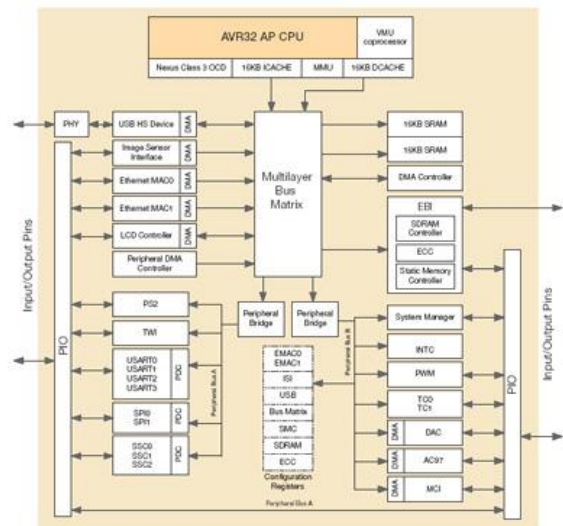 AVR32 AP CPU
VMU
coprocessor
Nexus Class 3 OCD
16KB ICACHE
MMU
16KB DCACHE
PHY
USB HS Device
DMA
Image Sensor
Interface
DMA
Ethernet MAC0
DMA
Ethernet MAC1
DMA
LCD Controller
DMA
Peripheral DMA
Controller
Multilayer
Bus
Matrix
16KB SRAM
16KB SRAM
DMA Controller
EBI
SDRAM
Controller
ECC
Static Memory
Controller
Input/Output Pins
PIO
PS2
TWI
USART0
USART1
USART2
USART3
PDC
SPI0
SPI1
PDC
SSC0
SSC1
SSC2
PDC
Peripheral Bus A
Peripheral
Bridge
Peripheral
Bridge
Peripheral Bus B
EMAC0
EMAC1
ISI
USB
Bus Matrix
SMC
SDRAM
ECC
Configuration
Registers
System Manager
INTC
PWM
TC0
TC1
DMA
DAC
DMA
AC97
DMA
MCI
PIO
Input/Output Pins
Peripheral Bus A